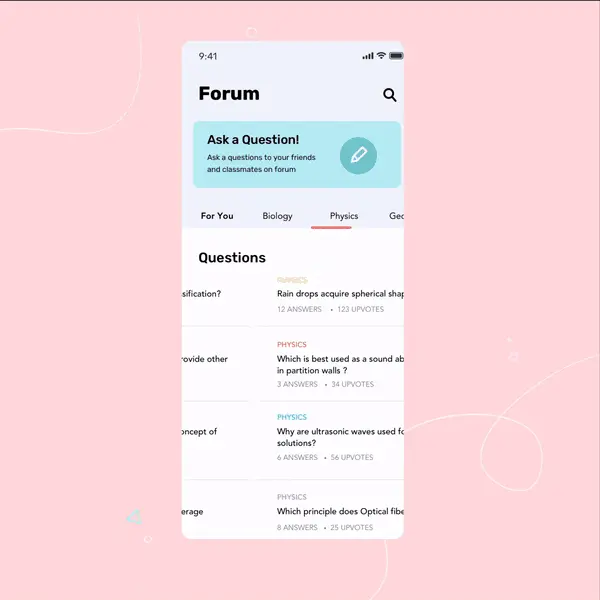 9:41
Forum
Ask a Question!
Ask a questions to your friends
and classmates on forum
For You Biology Physics Geo
Questions
sification?
rovide other
oncept of
erage
PHYSICS
Rain drops acquire spherical shap
12 ANSWERS • 123 UPVOTES
PHYSICS
Which is best used as a sound ab
in partition walls ?
3 ANSWERS • 34 UPVOTES
PHYSICS
Why are ultrasonic waves used fo
solutions?
6 ANSWERS • 56 UPVOTES
PHYSICS
Which principle does Optical fibe
8 ANSWERS • 25 UPVOTES